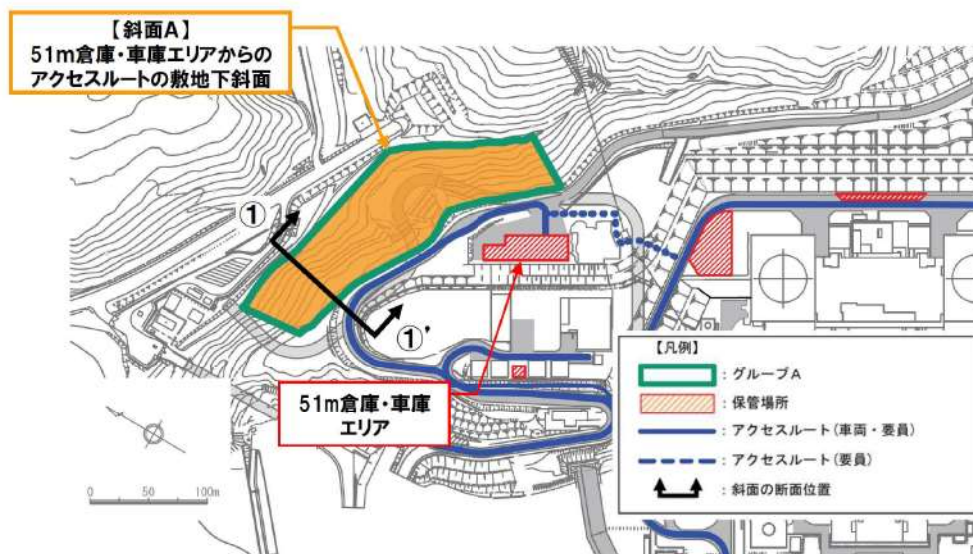 【斜面A】
51m倉庫・車庫エリアからの
アクセスルートの敷地下斜面
①
①'
51m倉庫・車庫
エリア
0 50 100m
【凡例】
：グループA
：保管場所
：アクセスルート(車両・要員)
：アクセスルート(要員)
：斜面の断面位置